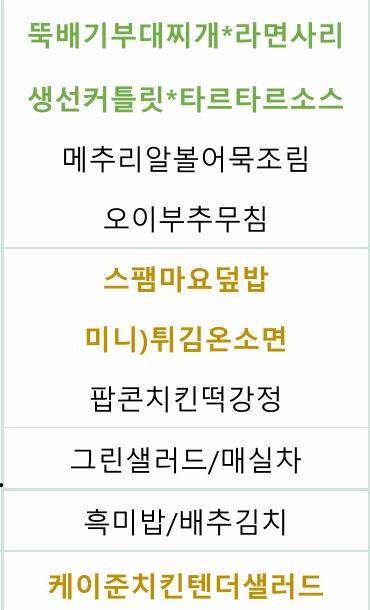 뚝배기부대찌개*라면사리
생선커틀릿*타르타르소스
메추리알볼어묵조림
오이부추무침
스팸마요덮밥
미니)튀김온소면
팝콘치킨떡강정
그린샐러드/매실차
흑미밥/배추김치
케이준치킨텐더샐러드